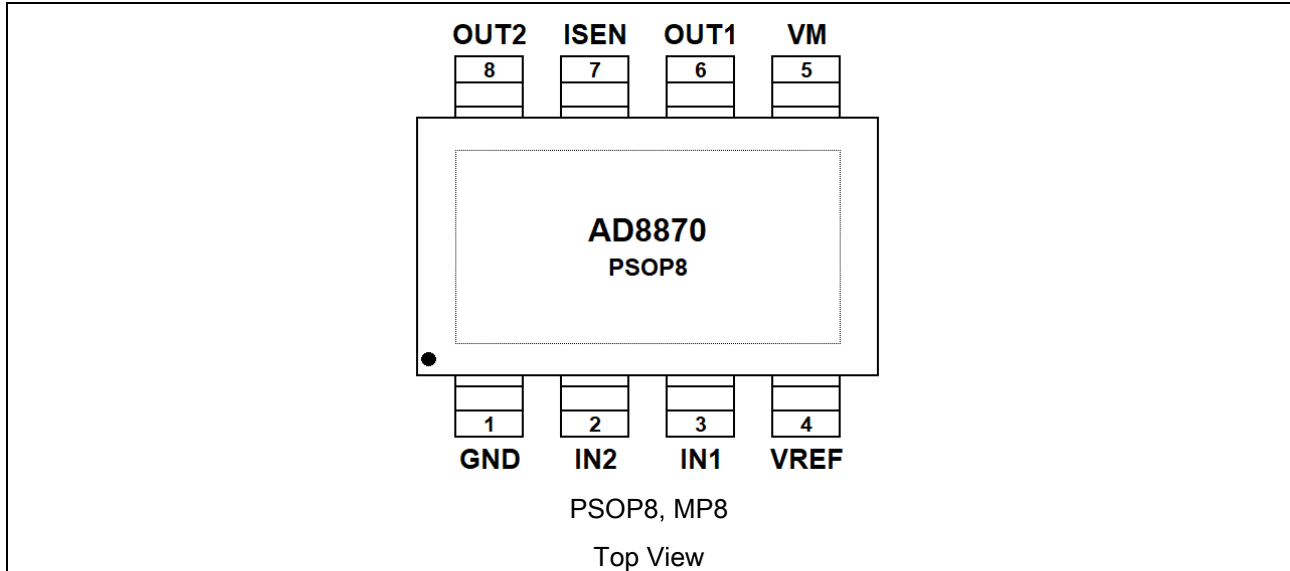 OUT2 ISEN OUT1 VM
8 7 6 5
AD8870
PSOP8
1 2 3 4
GND IN2 IN1 VREF
PSOP8, MP8
Top View